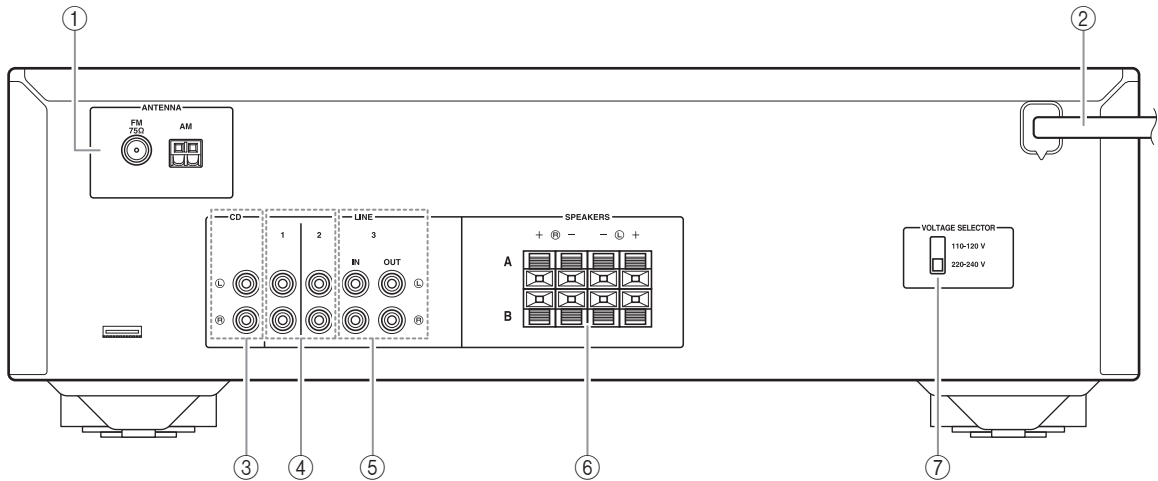 ① ②
ANTENNA
FM
75Ω
AM
CD LINE SPEAKERS
1 2 3
+ Ⓡ − − Ⓛ +
VOLTAGE SELECTOR
110-120 V
220-240 V
IN OUT
A
Ⓛ Ⓛ
Ⓡ Ⓡ
B
③ ④ ⑤ ⑥ ⑦